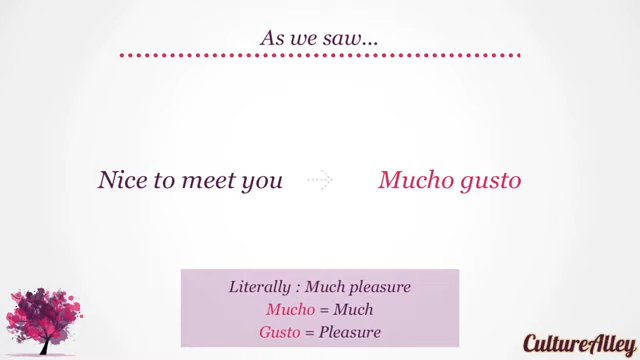 As we saw...
Nice to meet you Mucho gusto
Literally : Much pleasure
Mucho = Much
Gusto = Pleasure
CultureAlley